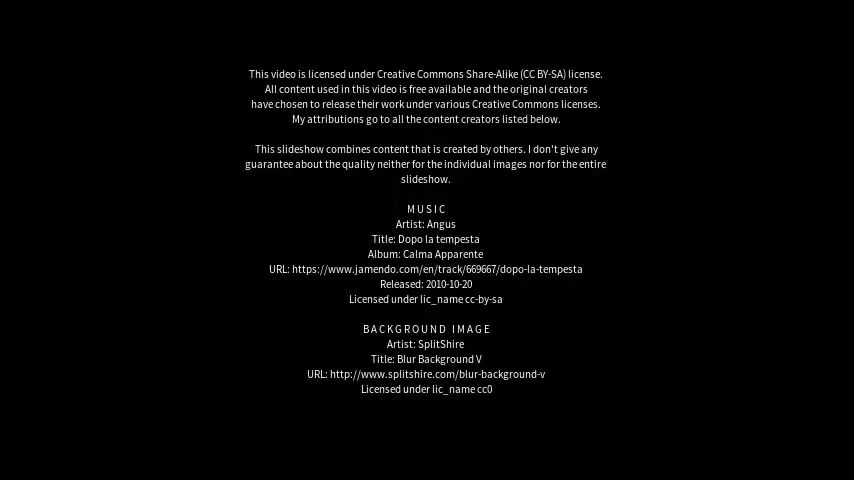 This video is licensed under Creative Commons Share-Alike (CC BY-SA) license.
All content used in this video is free available and the original creators
have chosen to release their work under various Creative Commons licenses.
My attributions go to all the content creators listed below.
This slideshow combines content that is created by others. I don't give any
guarantee about the quality neither for the individual images nor for the entire
slideshow.
MUSIC
Artist: Angus
Title: Dopo la tempesta
Album: Calma Apparente
URL: https://www.jamendo.com/en/track/669667/dopo-la-tempesta
Released: 2010-10-20
Licensed under lic_name cc-by-sa
BACKGROUND IMAGE
Artist: SplitShire
Title: Blur Background V
URL: http://www.splitshire.com/blur-background-v
Licensed under lic_name cc0